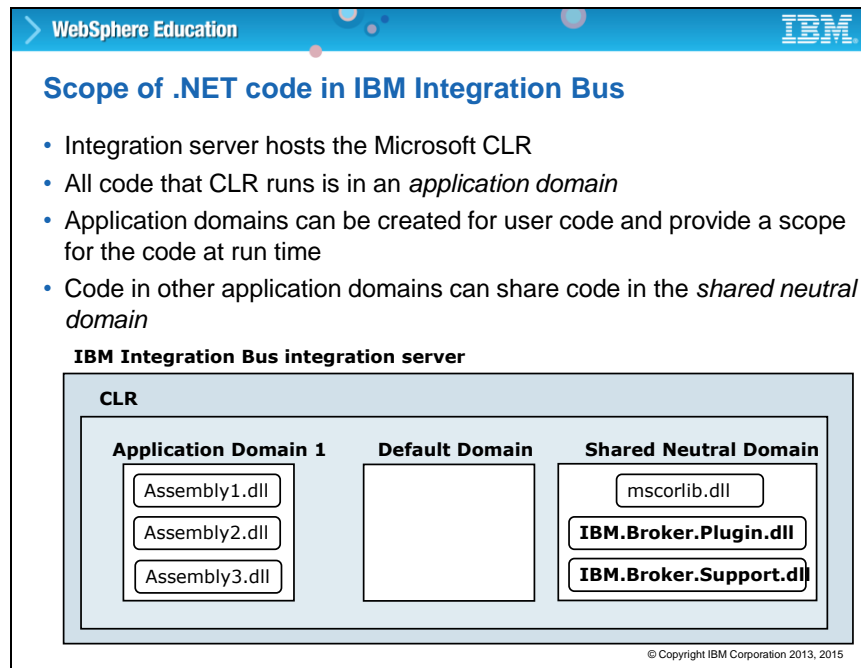 WebSphere Education
IBM
Scope of .NET code in IBM Integration Bus
• Integration server hosts the Microsoft CLR
• All code that CLR runs is in an application domain
• Application domains can be created for user code and provide a scope
for the code at run time
• Code in other application domains can share code in the shared neutral
domain
IBM Integration Bus integration server
CLR
Application Domain 1
Default Domain
Shared Neutral Domain
Assembly1.dll
Assembly2.dll
Assembly3.dll
mscorlib.dll
IBM.Broker.Plugin.dll
IBM.Broker.Support.dll
© Copyright IBM Corporation 2013, 2015